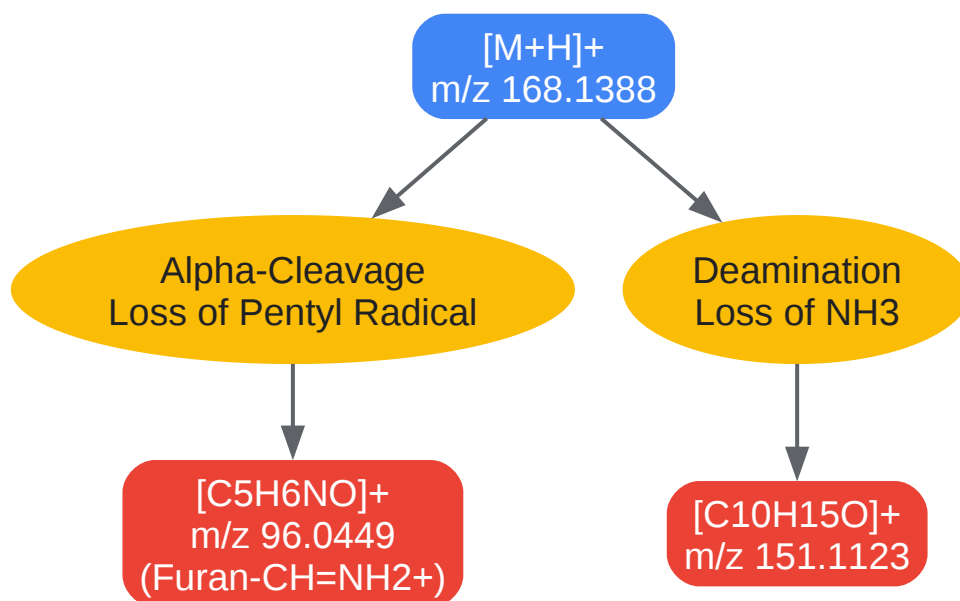 [M+H]+
m/z 168.1388
Alpha-Cleavage
Loss of Pentyl Radical
Deamination
Loss of NH3
[C5H6NO]+
m/z 96.0449
(Furan-CH=NH2+)
[C10H15O]+
m/z 151.1123